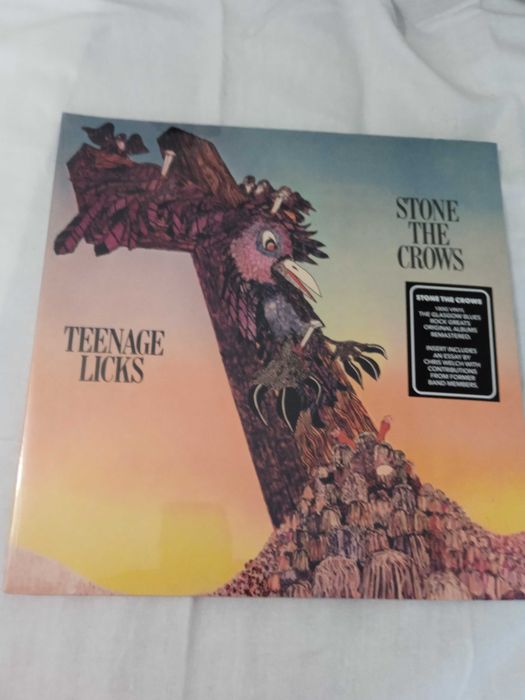 STONE
THE
CROWS
TEENAGE
LICKS
STONE THE CROWS
180G VINYL
THE GLASGOW BLUES
ROCK GREATS
ORIGINAL ALBUMS
REMASTERED.
INSERT INCLUDES
AN ESSAY BY
CHRIS WELCH WITH
CONTRIBUTIONS
FROM FORMER
BAND MEMBERS